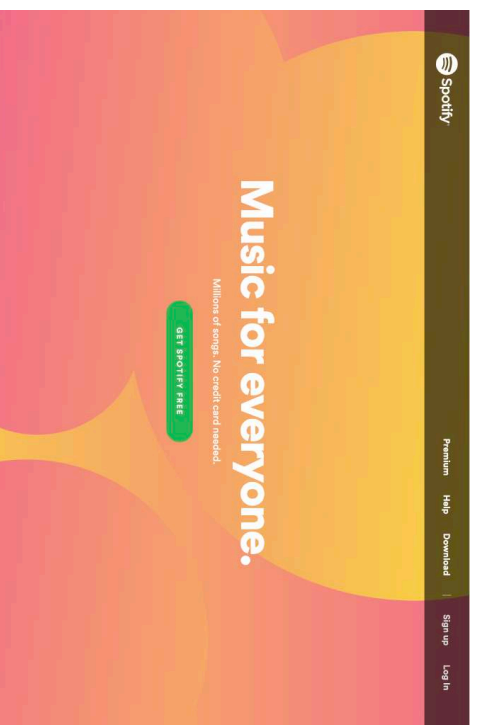 Spotify
Premium Help Download | Sign up Log In
Music for everyone.
Millions of songs. No credit card needed.
GET SPOTIFY FREE